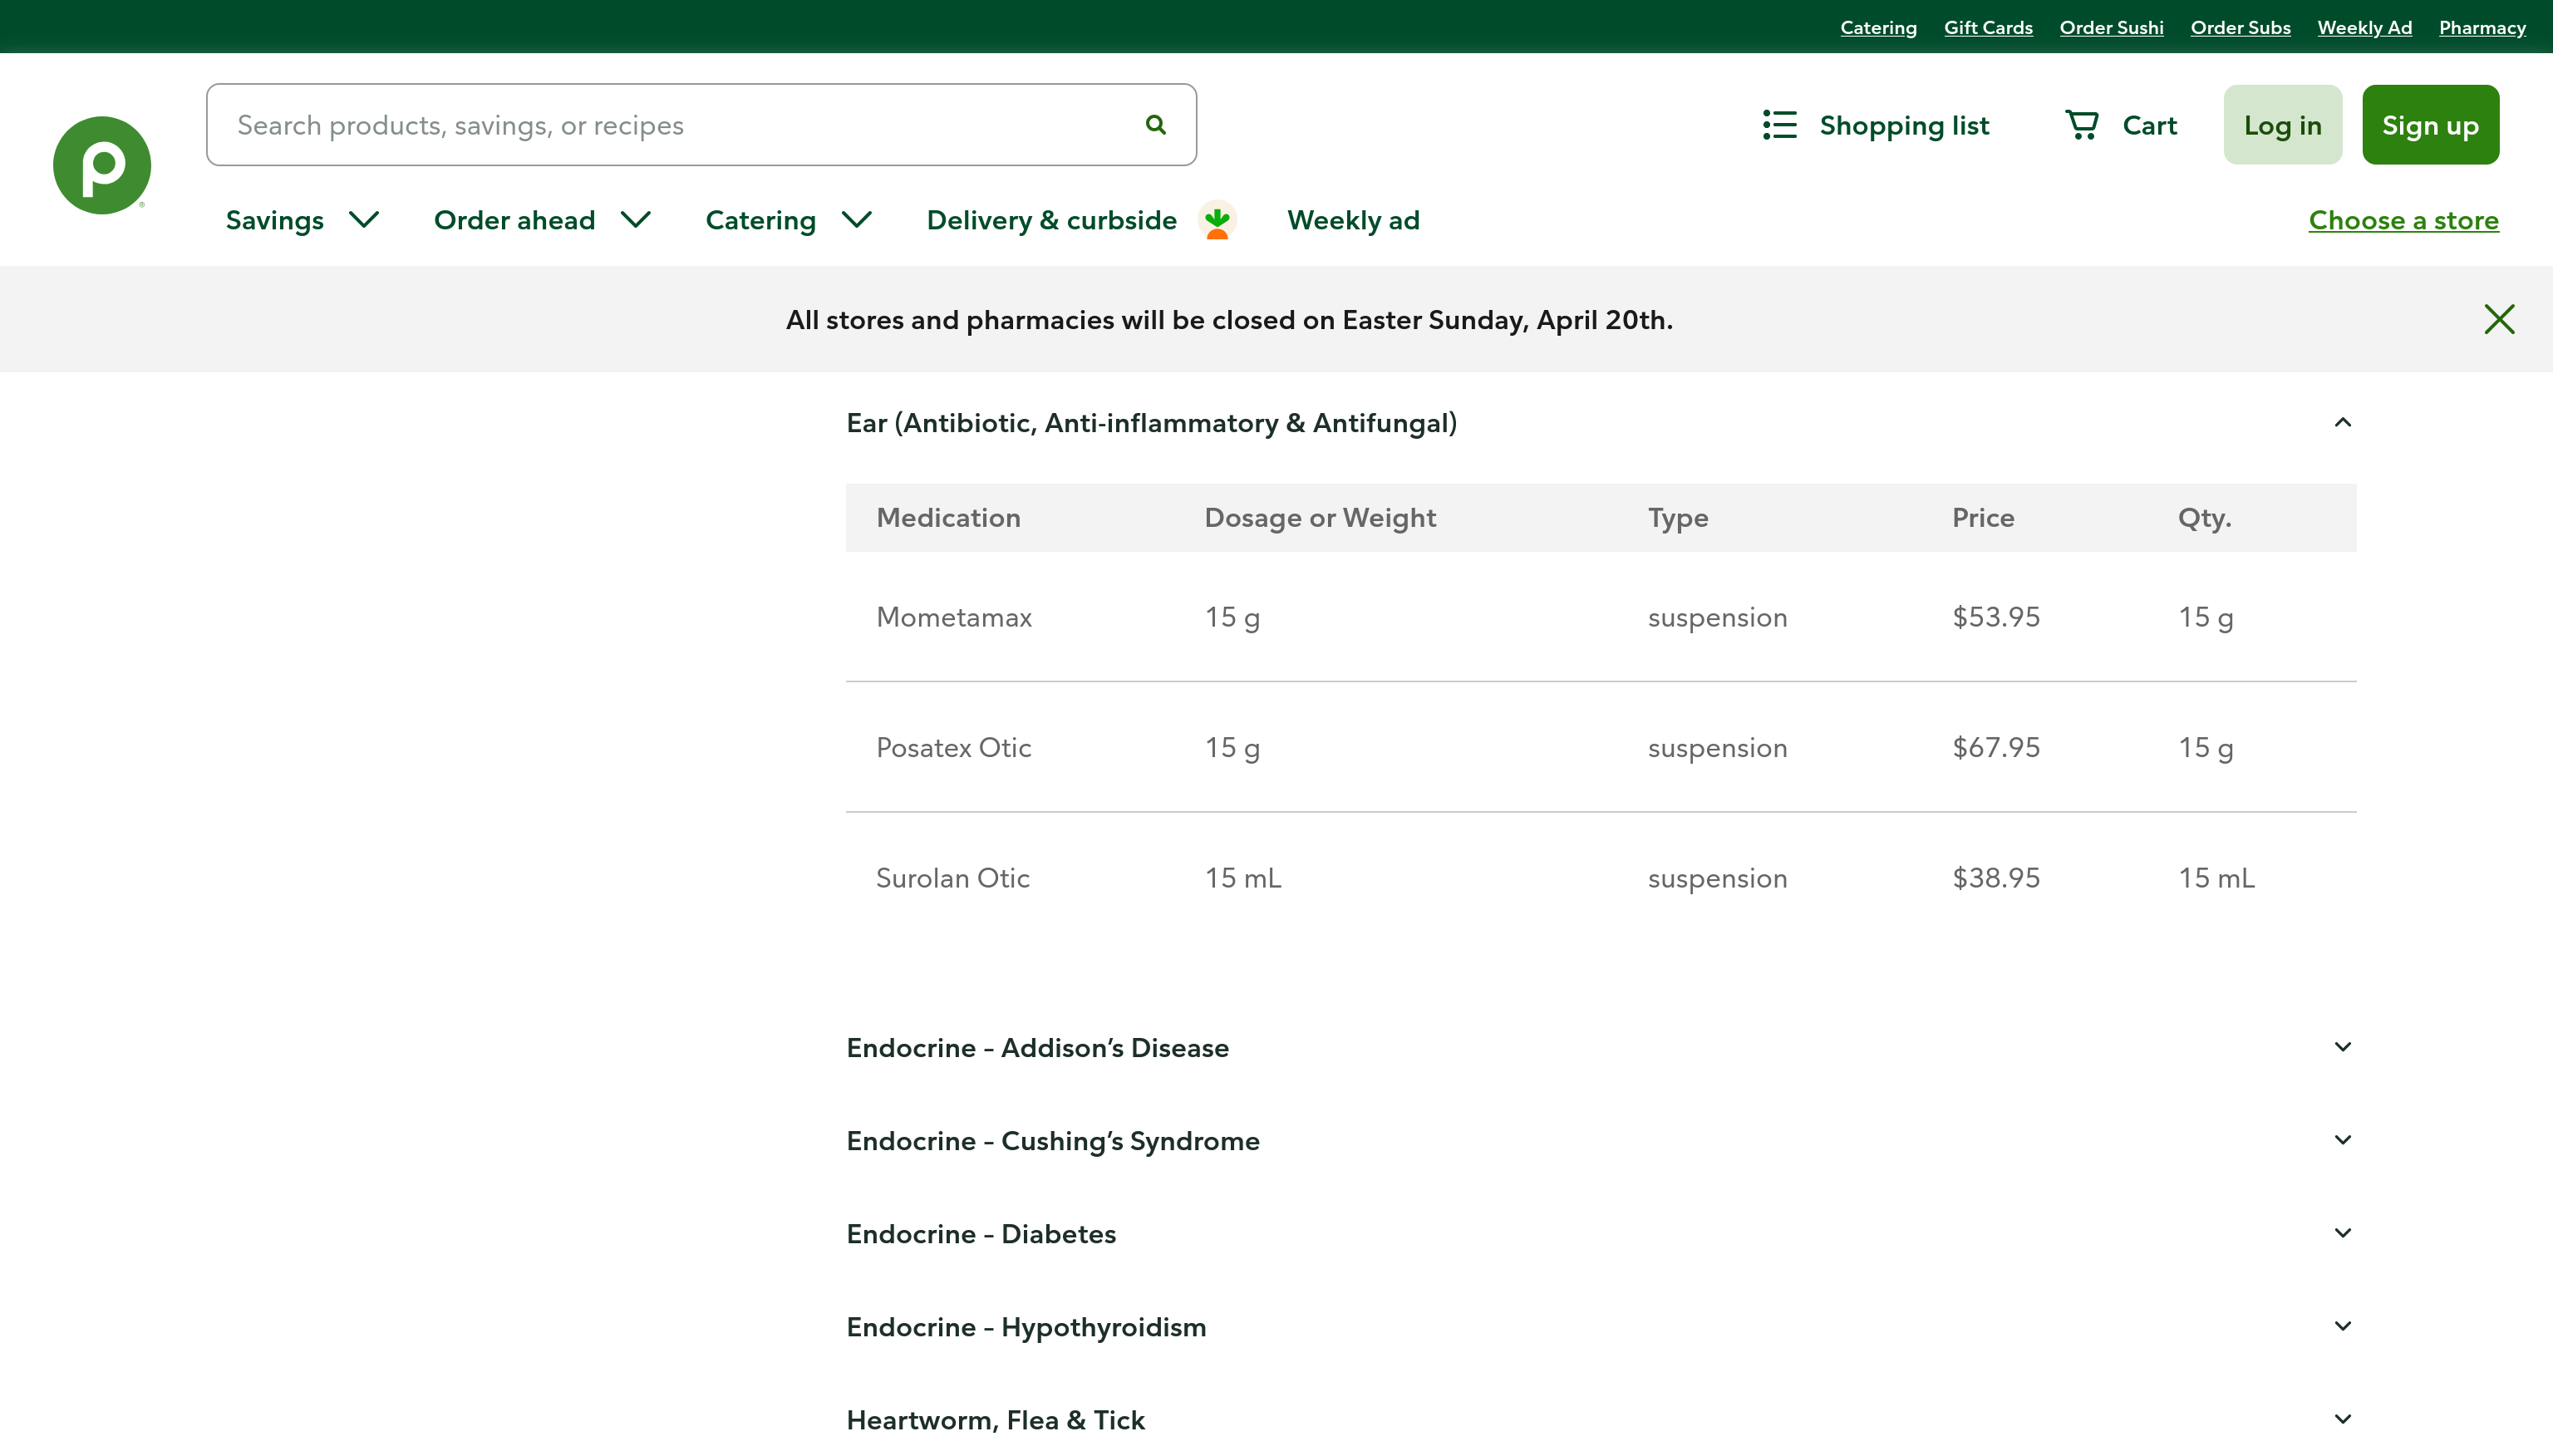 Catering Gift Cards Order Sushi Order Subs Weekly Ad Pharmacy
Search products, savings, or recipes
Shopping list Cart Log in Sign up
p
®
Savings Order ahead Catering Delivery & curbside Weekly ad Choose a store
All stores and pharmacies will be closed on Easter Sunday, April 20th.
Ear (Antibiotic, Anti-inflammatory & Antifungal)
Medication Dosage or Weight Type Price Qty.
Mometamax 15 g suspension $53.95 15 g
Posatex Otic 15 g suspension $67.95 15 g
Surolan Otic 15 mL suspension $38.95 15 mL
Endocrine – Addison’s Disease
Endocrine – Cushing’s Syndrome
Endocrine – Diabetes
Endocrine – Hypothyroidism
Heartworm, Flea & Tick